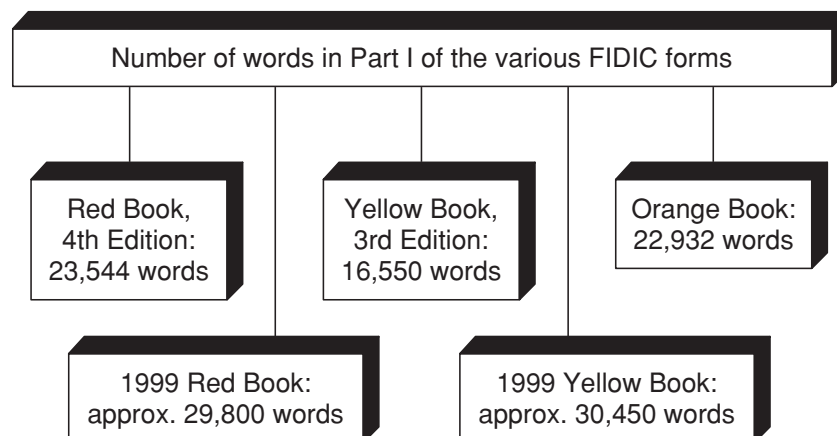 Number of words in Part I of the various FIDIC forms
Red Book,
4th Edition:
23,544 words
Yellow Book,
3rd Edition:
16,550 words
Orange Book:
22,932 words
1999 Red Book:
approx. 29,800 words
1999 Yellow Book:
approx. 30,450 words